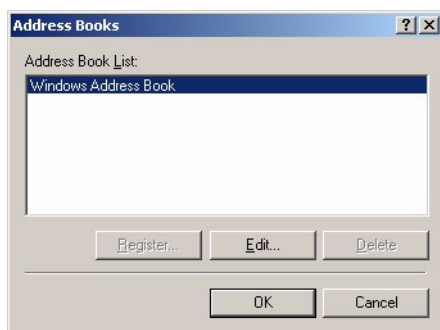 Address Books
Address Book List:
Windows Address Book
Register...
Edit...
Delete
OK
Cancel